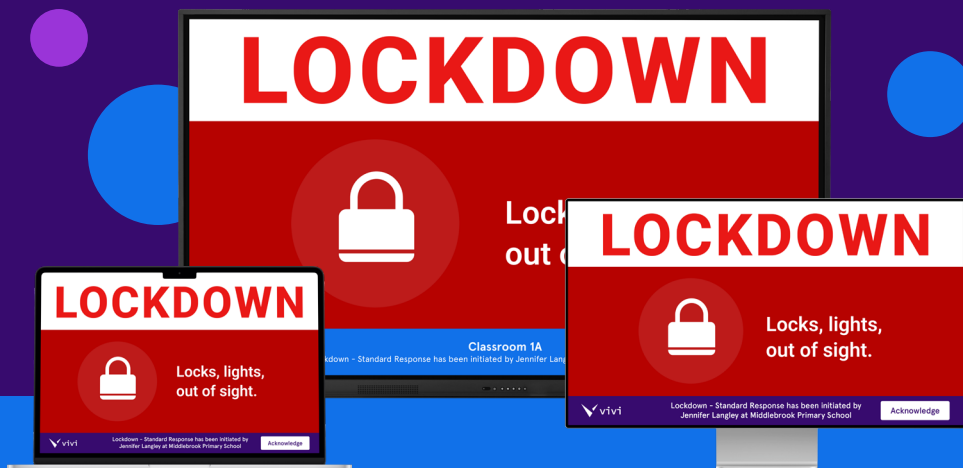 LOCKDOWN
Lock
out
Classroom 1A
kdown – Standard Response has been initiated by Jennifer Lang
LOCKDOWN
Locks, lights,
out of sight.
vivi
Lockdown – Standard Response has been initiated by
Jennifer Langley at Middlebrook Primary School
Acknowledge
LOCKDOWN
Locks, lights,
out of sight.
vivi
Lockdown – Standard Response has been initiated by
Jennifer Langley at Middlebrook Primary School
Acknowledge